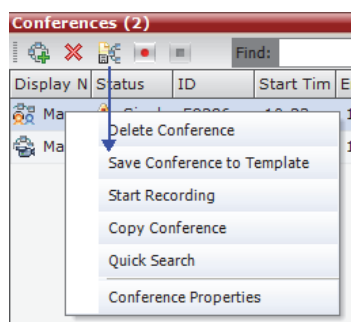 Conferences (2)
Find:
Display N Status ID Start Tim E
Ma
Delete Conference
Ma
Save Conference to Template
Start Recording
Copy Conference
Quick Search
Conference Properties